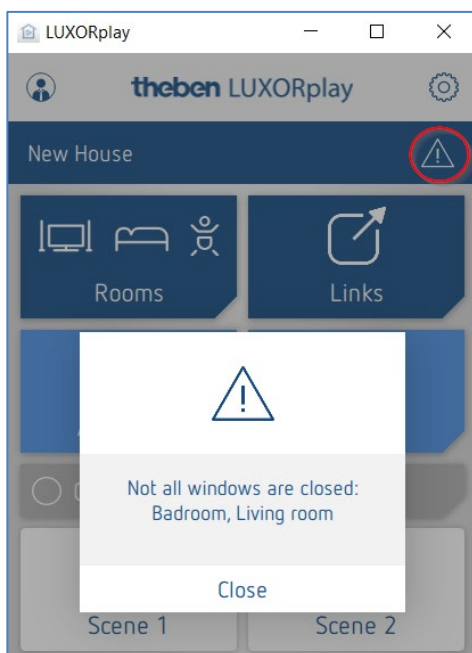 LUXORplay
theben LUXORplay
New House
Rooms
Links
Not all windows are closed:
Badroom, Living room
Close
Scene 1
Scene 2